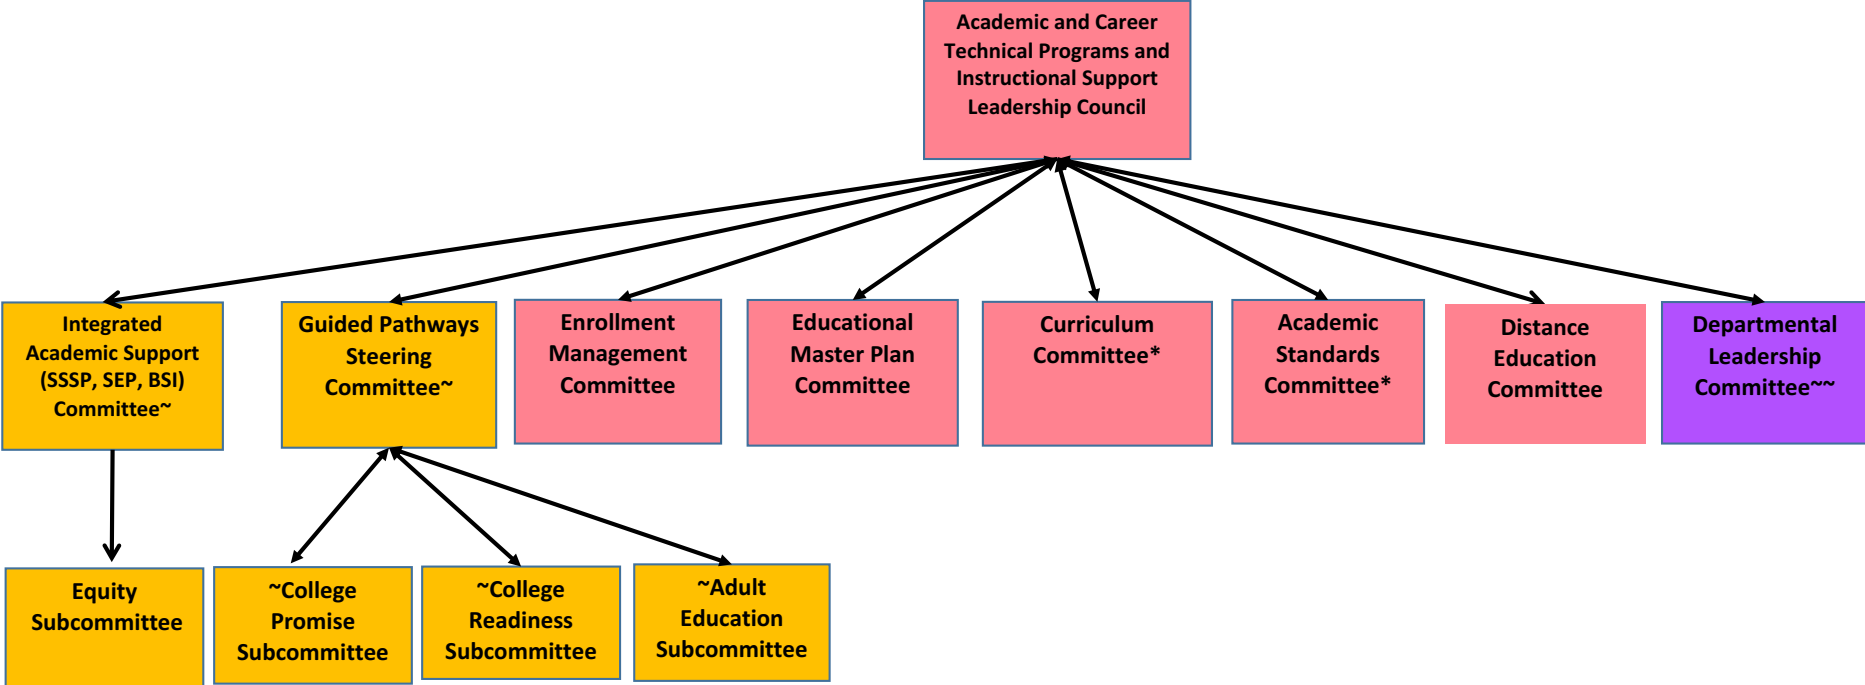 Academic and Career
Technical Programs and
Instructional Support
Leadership Council
Integrated
Academic Support
(SSSP, SEP, BSI)
Committee~
Guided Pathways
Steering
Committee~
Enrollment
Management
Committee
Educational
Master Plan
Committee
Curriculum
Committee*
Academic
Standards
Committee*
Distance
Education
Committee
Departmental
Leadership
Committee~~
Equity
Subcommittee
~College
Promise
Subcommittee
~College
Readiness
Subcommittee
~Adult
Education
Subcommittee